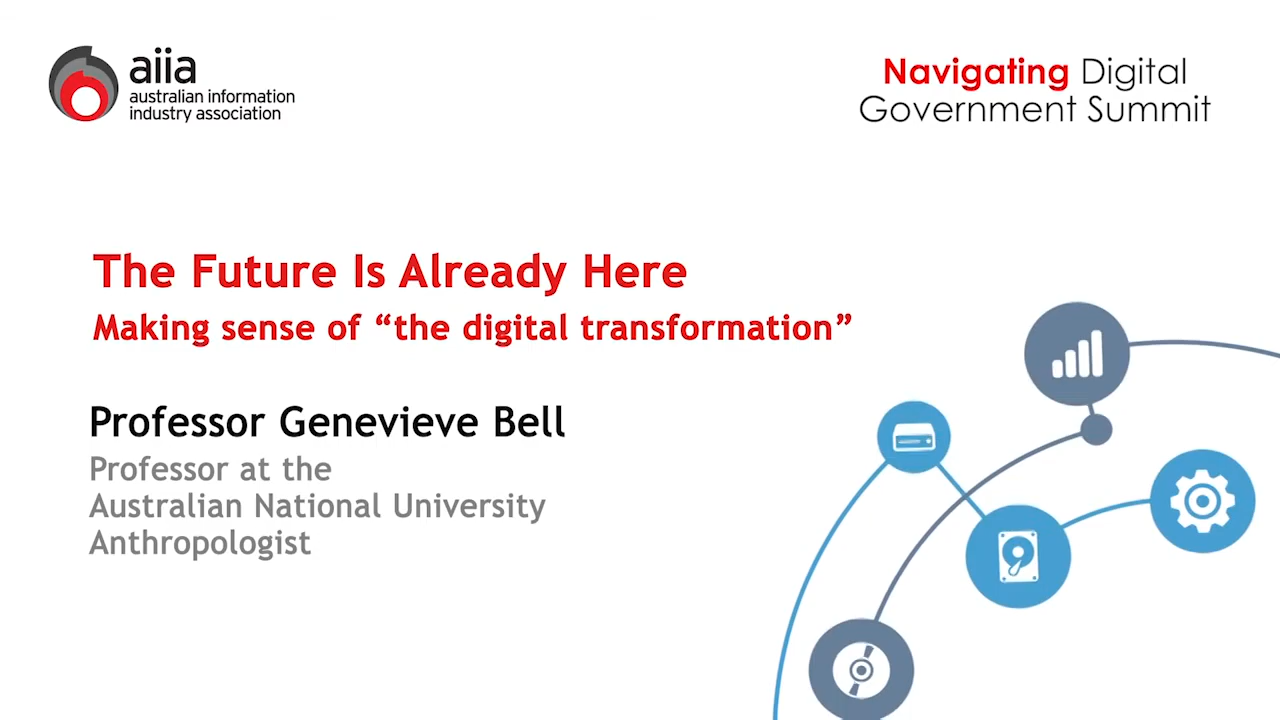 aiia
australian information
industry association
Navigating Digital
Government Summit
The Future Is Already Here
Making sense of “the digital transformation”
Professor Genevieve Bell
Professor at the
Australian National University
Anthropologist